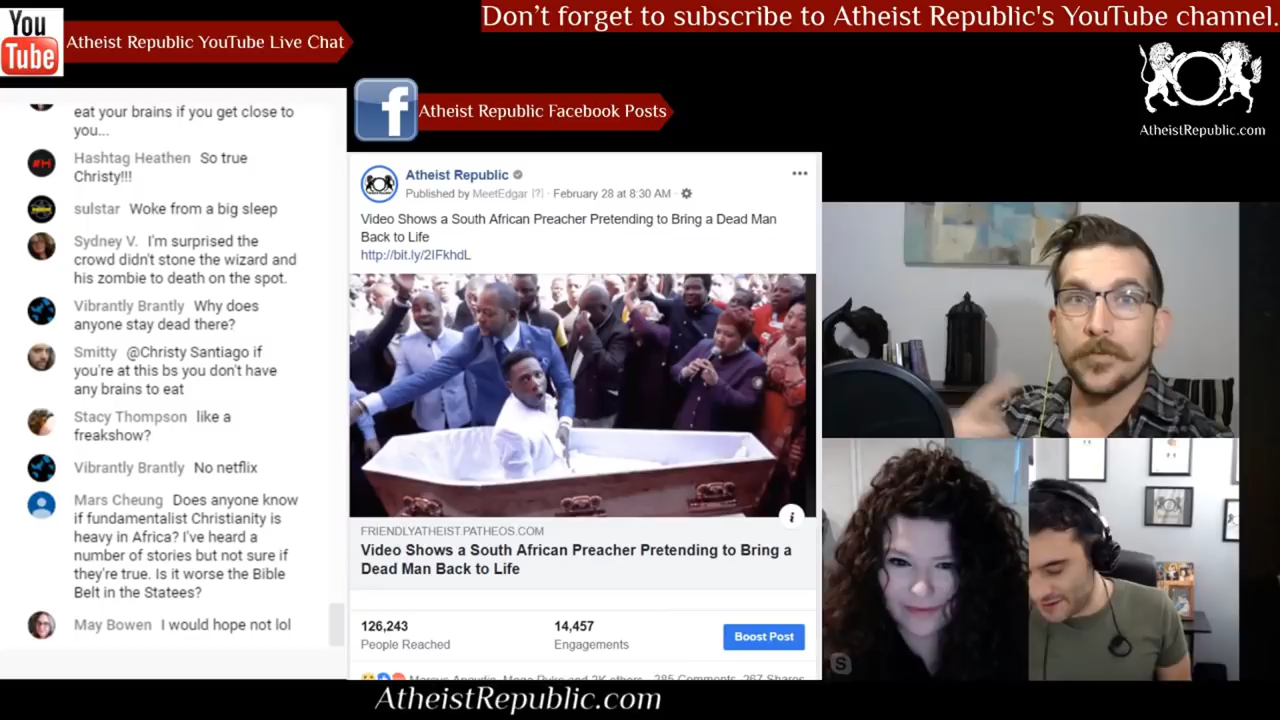 You
Tube
Atheist Republic YouTube Live Chat
Don't forget to subscribe to Atheist Republic's YouTube channel.
AtheistRepublic.com
f
Atheist Republic Facebook Posts
eat your brains if you get close to
you...
#H
Hashtag Heathen So true
Christy!!!
sulstar Woke from a big sleep
Sydney V. I'm surprised the
crowd didn't stone the wizard and
his zombie to death on the spot.
Vibrantly Brantly Why does
anyone stay dead there?
Smitty @Christy Santiago if
you're at this bs you don't have
any brains to eat
Stacy Thompson like a
freakshow?
Vibrantly Brantly No netflix
Mars Cheung Does anyone know
if fundamentalist Christianity is
heavy in Africa? I've heard a
number of stories but not sure if
they're true. Is it worse the Bible
Belt in the Statees?
May Bowen I would hope not lol
Atheist Republic
Published by MeetEdgar [?] · February 28 at 8:30 AM ·
Video Shows a South African Preacher Pretending to Bring a Dead Man
Back to Life
http://bit.ly/2IFkhdL
i
FRIENDLYATHEIST.PATHEOS.COM
Video Shows a South African Preacher Pretending to Bring a
Dead Man Back to Life
126,243
People Reached
14,457
Engagements
Boost Post
and 2K others 285 Comments 267 Shares
S
AtheistRepublic.com